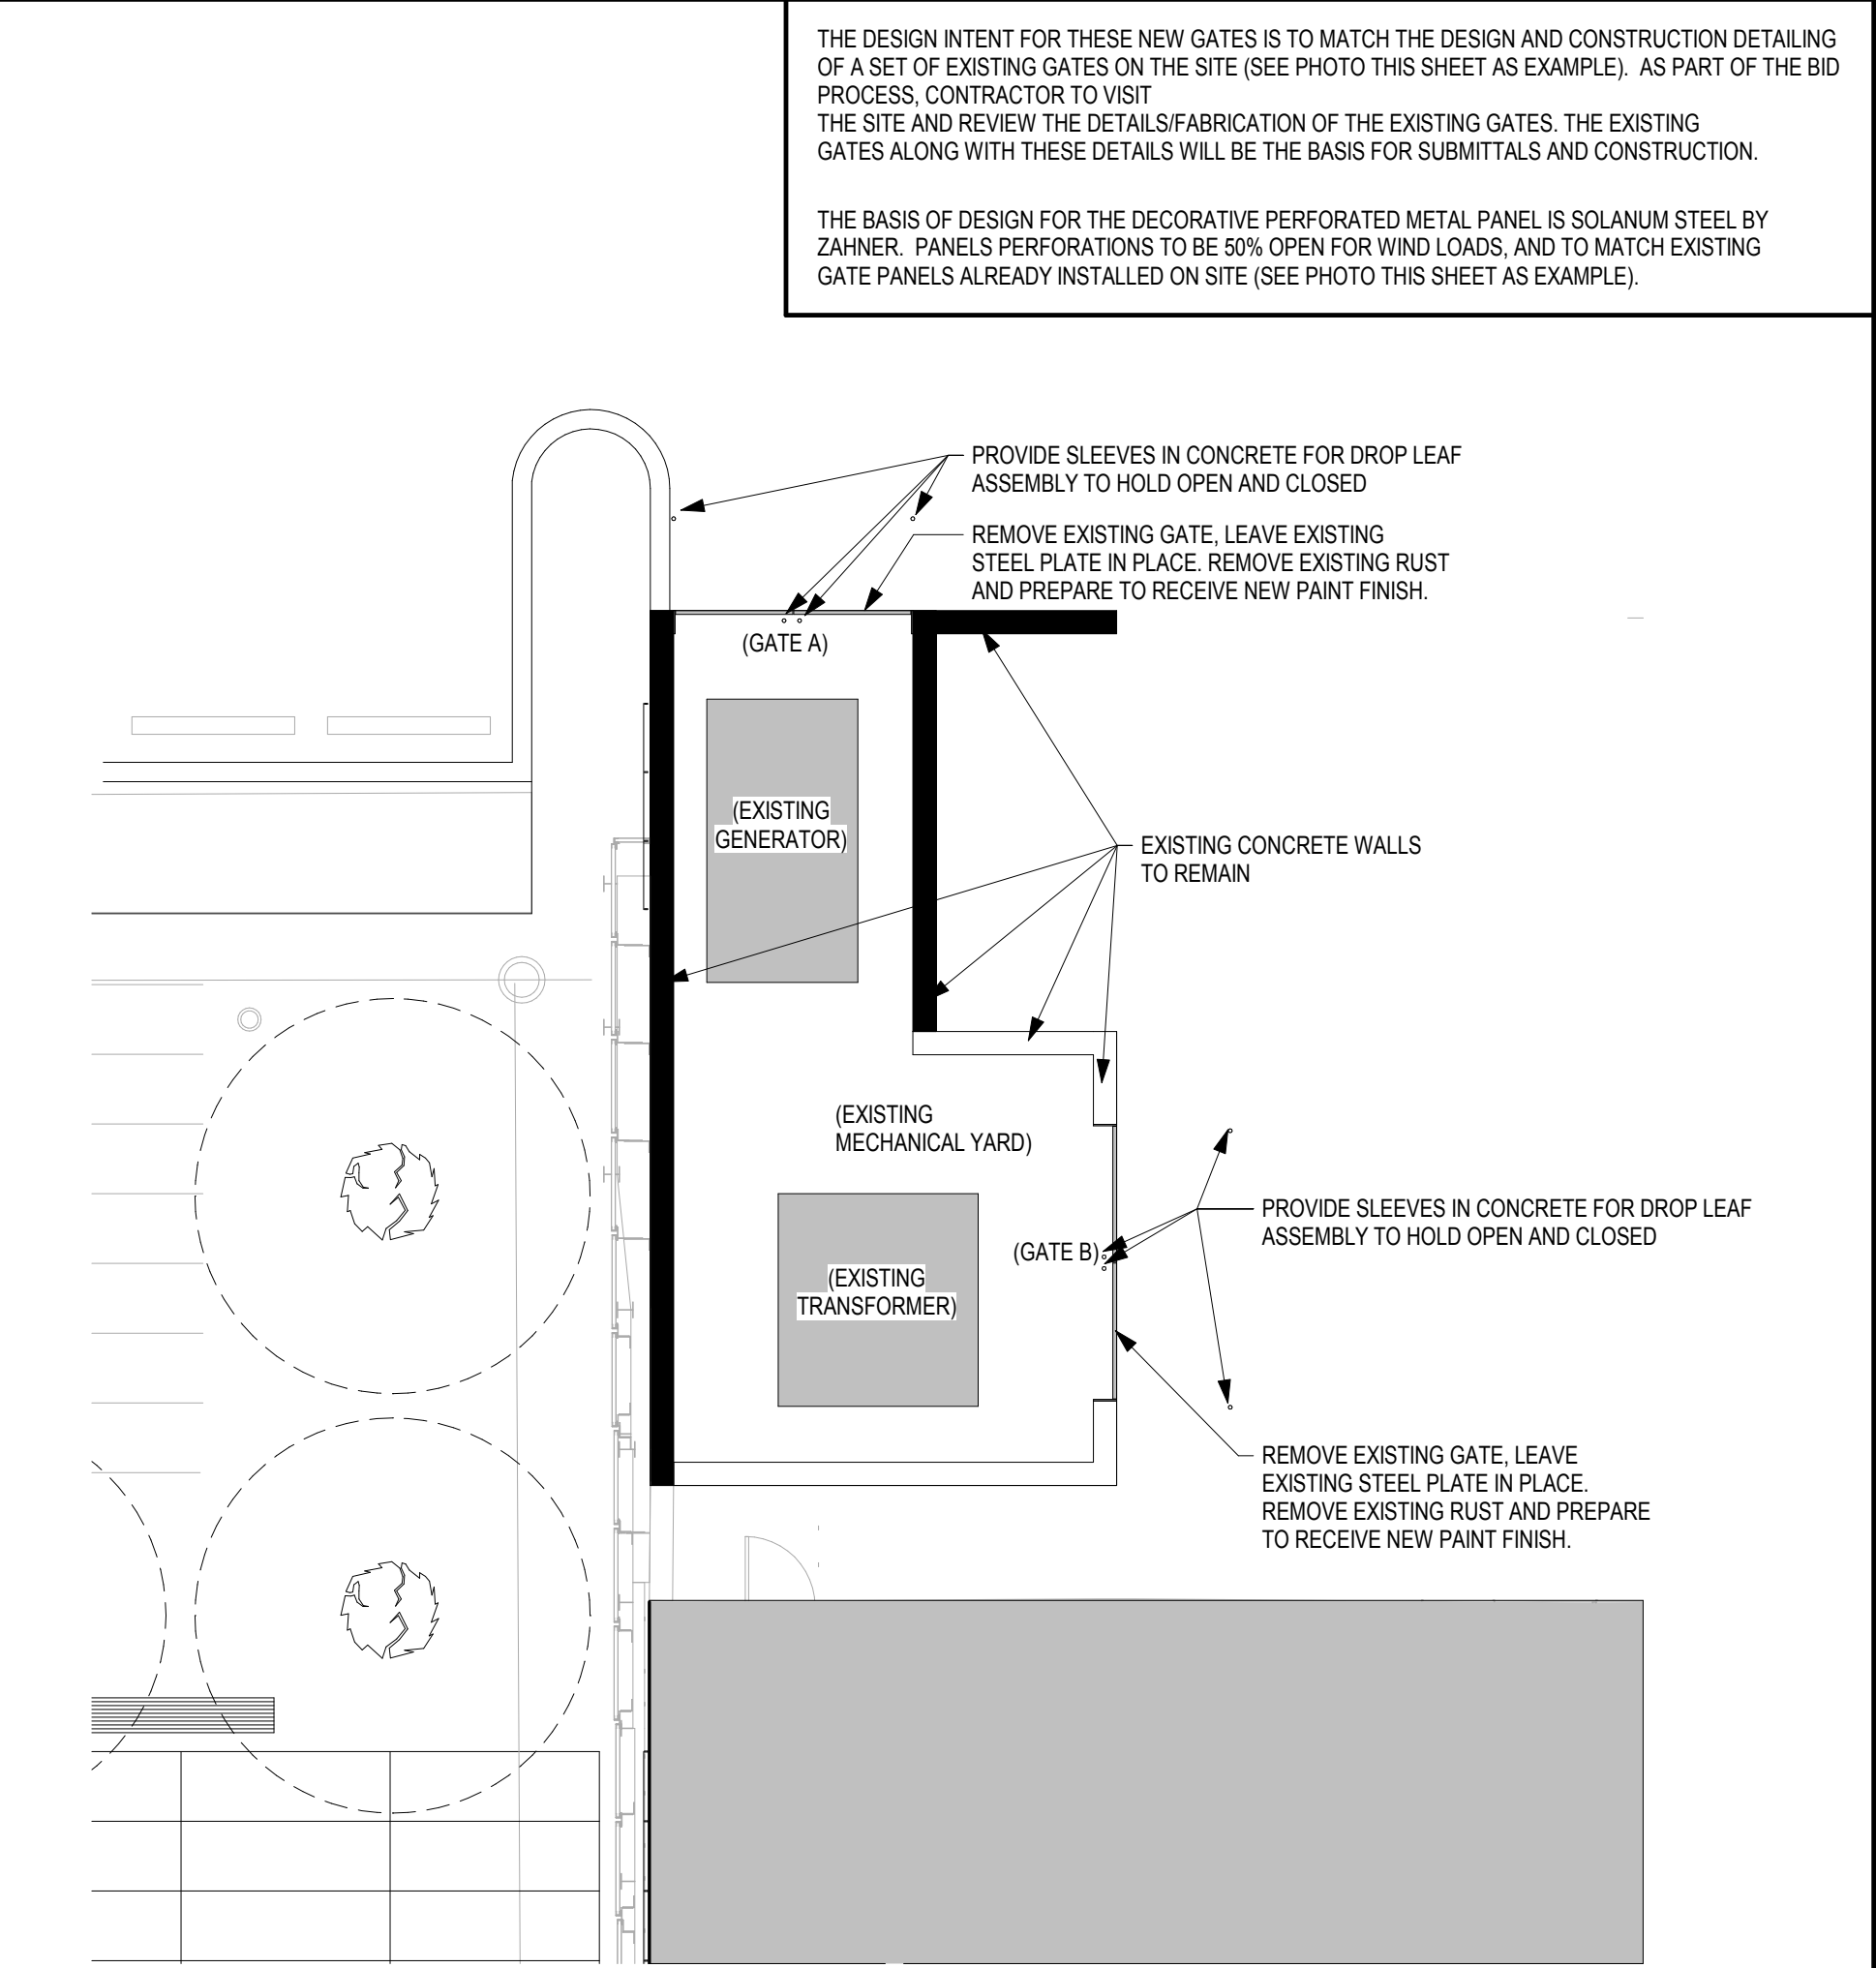 THE DESIGN INTENT FOR THESE NEW GATES IS TO MATCH THE DESIGN AND CONSTRUCTION DETAILING
OF A SET OF EXISTING GATES ON THE SITE (SEE PHOTO THIS SHEET AS EXAMPLE). AS PART OF THE BID
PROCESS, CONTRACTOR TO VISIT
THE SITE AND REVIEW THE DETAILS/FABRICATION OF THE EXISTING GATES. THE EXISTING
GATES ALONG WITH THESE DETAILS WILL BE THE BASIS FOR SUBMITTALS AND CONSTRUCTION.
THE BASIS OF DESIGN FOR THE DECORATIVE PERFORATED METAL PANEL IS SOLANUM STEEL BY
ZAHNER. PANELS PERFORATIONS TO BE 50% OPEN FOR WIND LOADS, AND TO MATCH EXISTING
GATE PANELS ALREADY INSTALLED ON SITE (SEE PHOTO THIS SHEET AS EXAMPLE).
PROVIDE SLEEVES IN CONCRETE FOR DROP LEAF
ASSEMBLY TO HOLD OPEN AND CLOSED
REMOVE EXISTING GATE, LEAVE EXISTING
STEEL PLATE IN PLACE. REMOVE EXISTING RUST
AND PREPARE TO RECEIVE NEW PAINT FINISH.
(GATE A)
(EXISTING
GENERATOR)
EXISTING CONCRETE WALLS
TO REMAIN
(EXISTING
MECHANICAL YARD)
PROVIDE SLEEVES IN CONCRETE FOR DROP LEAF
ASSEMBLY TO HOLD OPEN AND CLOSED
(GATE B)
(EXISTING
TRANSFORMER)
REMOVE EXISTING GATE, LEAVE
EXISTING STEEL PLATE IN PLACE.
REMOVE EXISTING RUST AND PREPARE
TO RECEIVE NEW PAINT FINISH.